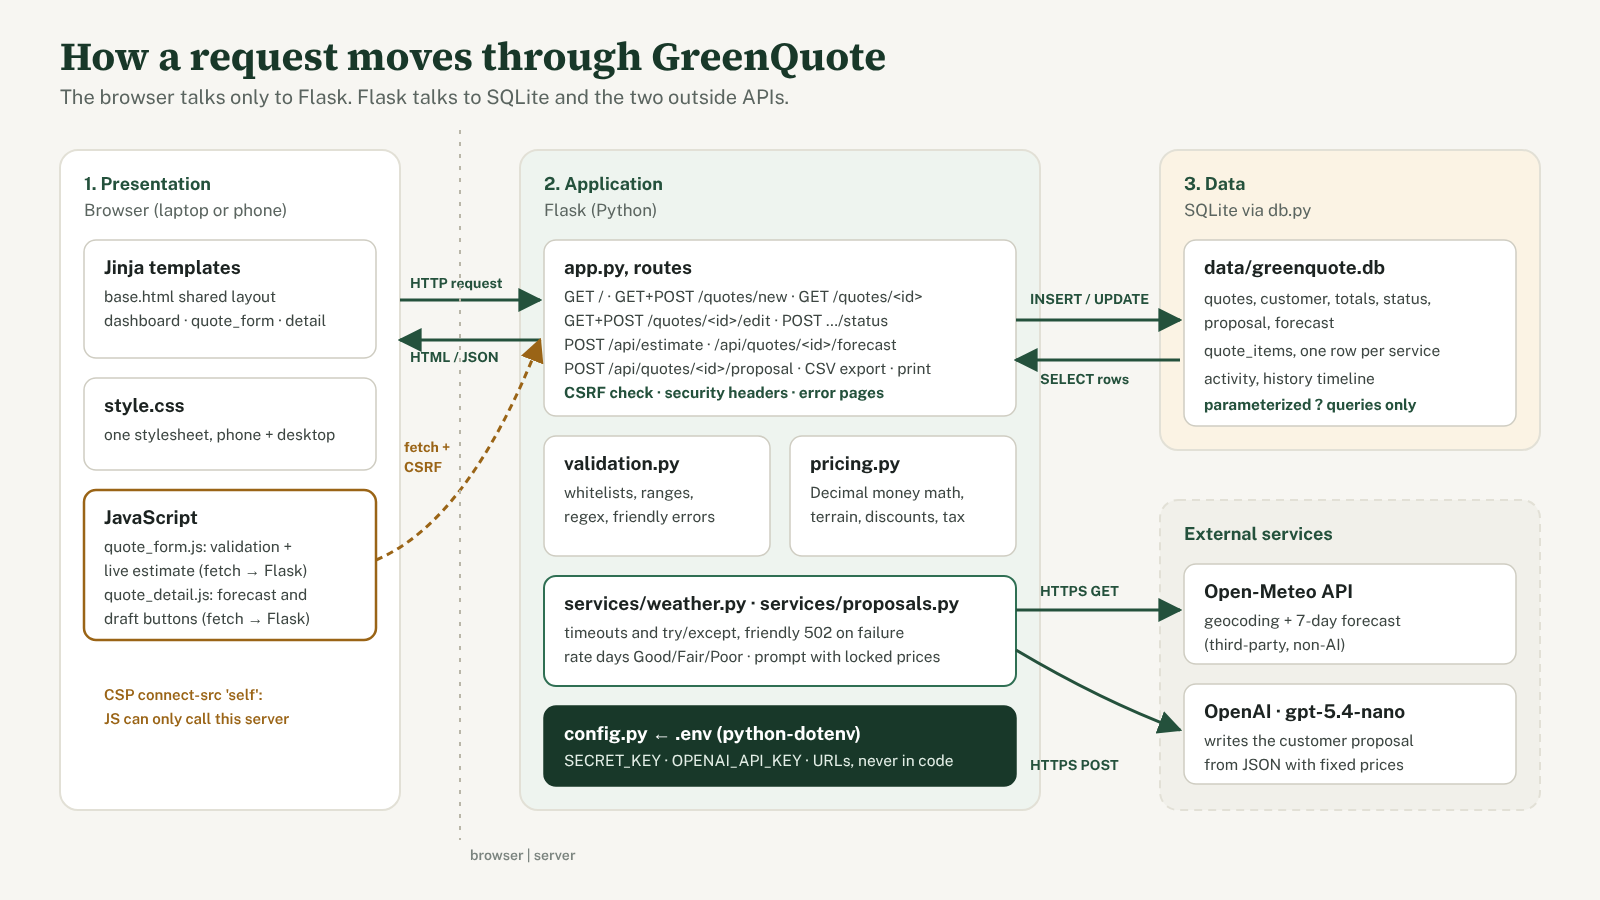 How a request moves through GreenQuote
The browser talks only to Flask. Flask talks to SQLite and the two outside APIs.
1. Presentation
Browser (laptop or phone)
Jinja templates
base.html shared layout
dashboard · quote_form · detail
style.css
one stylesheet, phone + desktop
JavaScript
quote_form.js: validation +
live estimate (fetch → Flask)
quote_detail.js: forecast and
draft buttons (fetch → Flask)
CSP connect-src 'self':
JS can only call this server
HTTP request
HTML / JSON
fetch +
CSRF
browser | server
2. Application
Flask (Python)
app.py, routes
GET / · GET+POST /quotes/new · GET /quotes/<id>
GET+POST /quotes/<id>/edit · POST .../status
POST /api/estimate · /api/quotes/<id>/forecast
POST /api/quotes/<id>/proposal · CSV export · print
CSRF check · security headers · error pages
validation.py
whitelists, ranges,
regex, friendly errors
pricing.py
Decimal money math,
terrain, discounts, tax
services/weather.py · services/proposals.py
timeouts and try/except, friendly 502 on failure
rate days Good/Fair/Poor · prompt with locked prices
config.py ← .env (python-dotenv)
SECRET_KEY · OPENAI_API_KEY · URLs, never in code
INSERT / UPDATE
SELECT rows
HTTPS GET
HTTPS POST
3. Data
SQLite via db.py
data/greenquote.db
quotes, customer, totals, status,
proposal, forecast
quote_items, one row per service
activity, history timeline
parameterized ? queries only
External services
Open-Meteo API
geocoding + 7-day forecast
(third-party, non-AI)
OpenAI · gpt-5.4-nano
writes the customer proposal
from JSON with fixed prices